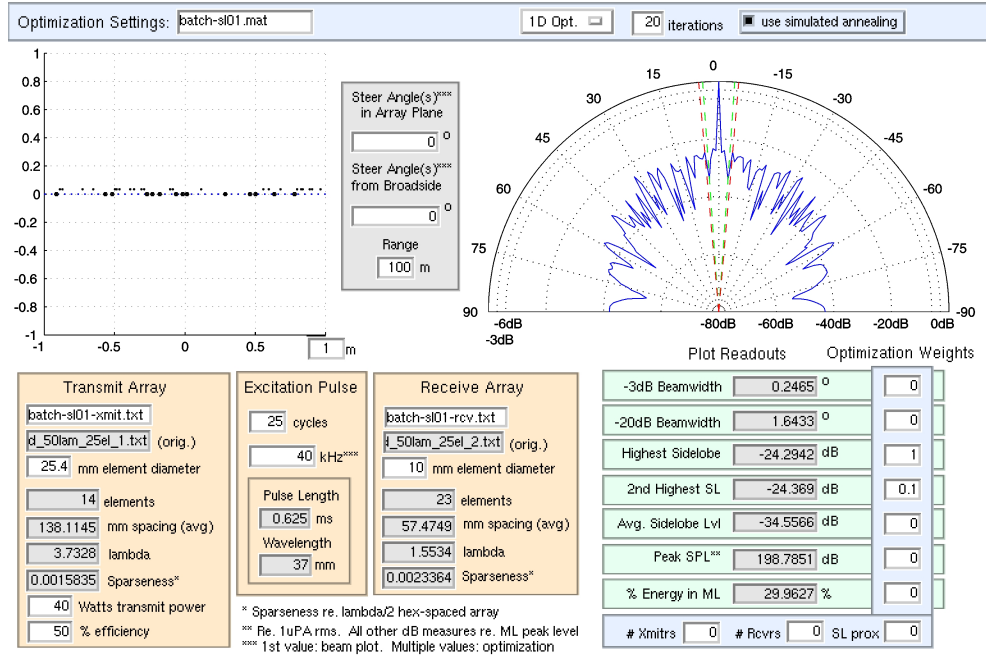 Optimization Settings: batch-sl01.mat 1D Opt. 20 iterations use simulated annealing
1
0.8
0.6
0.4
0.2
0
-0.2
-0.4
-0.6
-0.8
-1
-1 -0.5 0 0.5 1 m
Steer Angle(s)***
in Array Plane
0 o
Steer Angle(s)***
from Broadside
0 o
Range
100 m
0
15 -15
30 -30
45 -45
60 -60
75 -75
90 -90
-6dB -80dB -60dB -40dB -20dB 0dB
-3dB
Transmit Array
batch-sl01-xmit.txt
d_50lam_25el_1.txt (orig.)
25.4 mm element diameter
14 elements
138.1145 mm spacing (avg)
3.7328 lambda
0.0015835 Sparseness*
40 Watts transmit power
50 % efficiency
Excitation Pulse
25 cycles
40 kHz***
Pulse Length
0.625 ms
Wavelength
37 mm
Receive Array
batch-sl01-rcv.txt
d_50lam_25el_2.txt (orig.)
10 mm element diameter
23 elements
57.4749 mm spacing (avg)
1.5534 lambda
0.0023364 Sparseness*
* Sparseness re. lambda/2 hex-spaced array
** Re. 1uPA rms. All other dB measures re. ML peak level
*** 1st value: beam plot. Multiple values: optimization
Plot Readouts Optimization Weights
-3dB Beamwidth 0.2465 o 0
-20dB Beamwidth 1.6433 o 0
Highest Sidelobe -24.2942 dB 1
2nd Highest SL -24.369 dB 0.1
Avg. Sidelobe Lvl -34.5566 dB 0
Peak SPL** 198.7851 dB 0
% Energy in ML 29.9627 % 0
# Xmitrs 0 # Rcvrs 0 SL prox 0